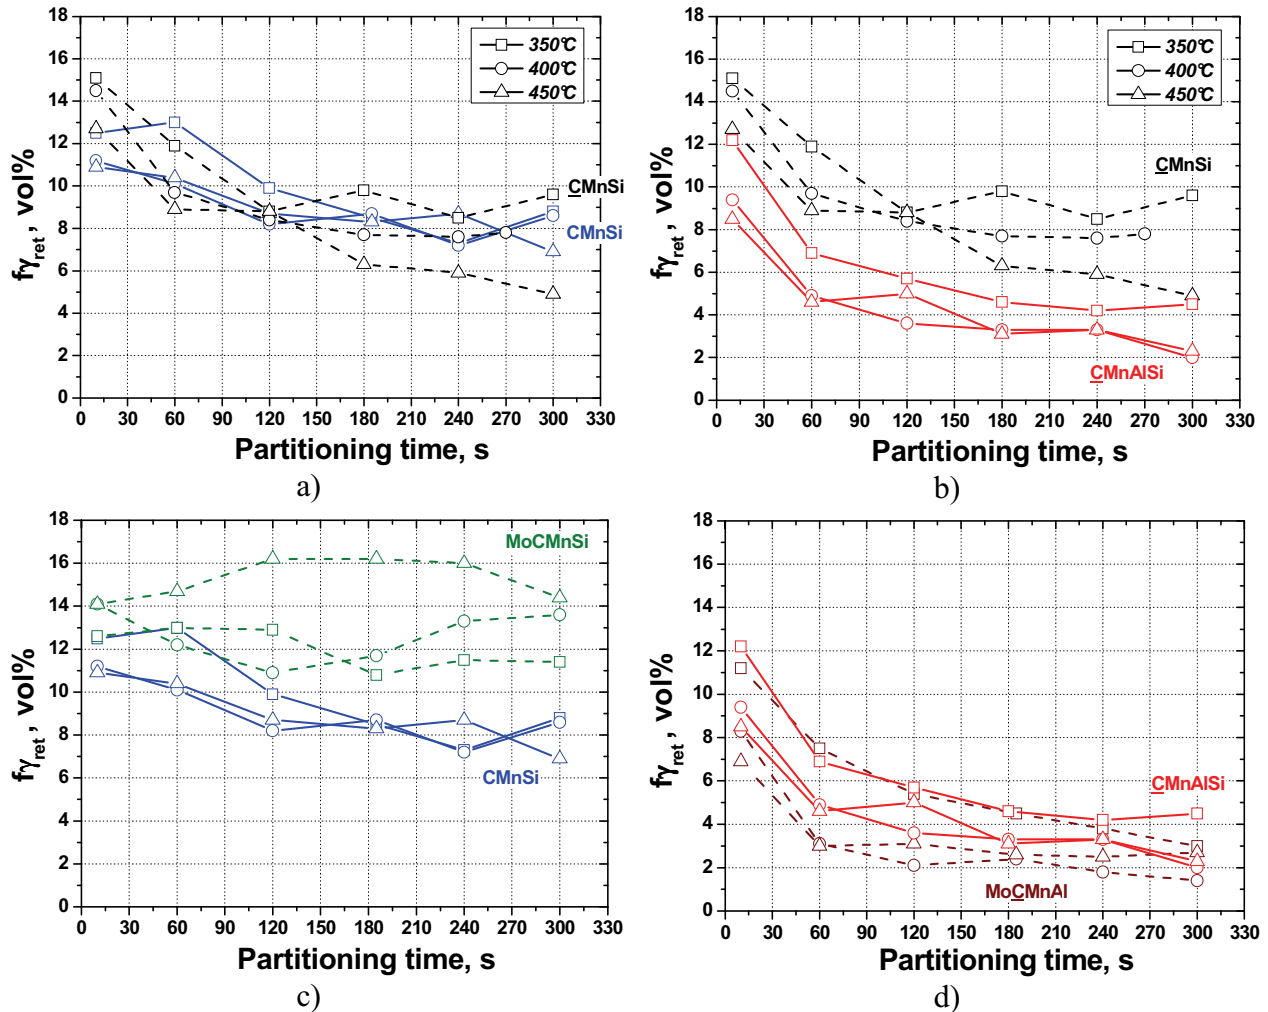 18
16
14
12
10
8
6
4
2
0
fγret , vol%
350℃
400℃
450℃
CMnSi
CMnSi
0 30 60 90 120 150 180 210 240 270 300 330
Partitioning time, s
a)
18
16
14
12
10
8
6
4
2
0
fγret , vol%
350℃
400℃
450℃
CMnSi
CMnAlSi
0 30 60 90 120 150 180 210 240 270 300 330
Partitioning time, s
b)
18
16
14
12
10
8
6
4
2
0
fγret , vol%
MoCMnSi
CMnSi
0 30 60 90 120 150 180 210 240 270 300 330
Partitioning time, s
c)
18
16
14
12
10
8
6
4
2
0
fγret , vol%
CMnAlSi
MoCMnAl
0 30 60 90 120 150 180 210 240 270 300 330
Partitioning time, s
d)